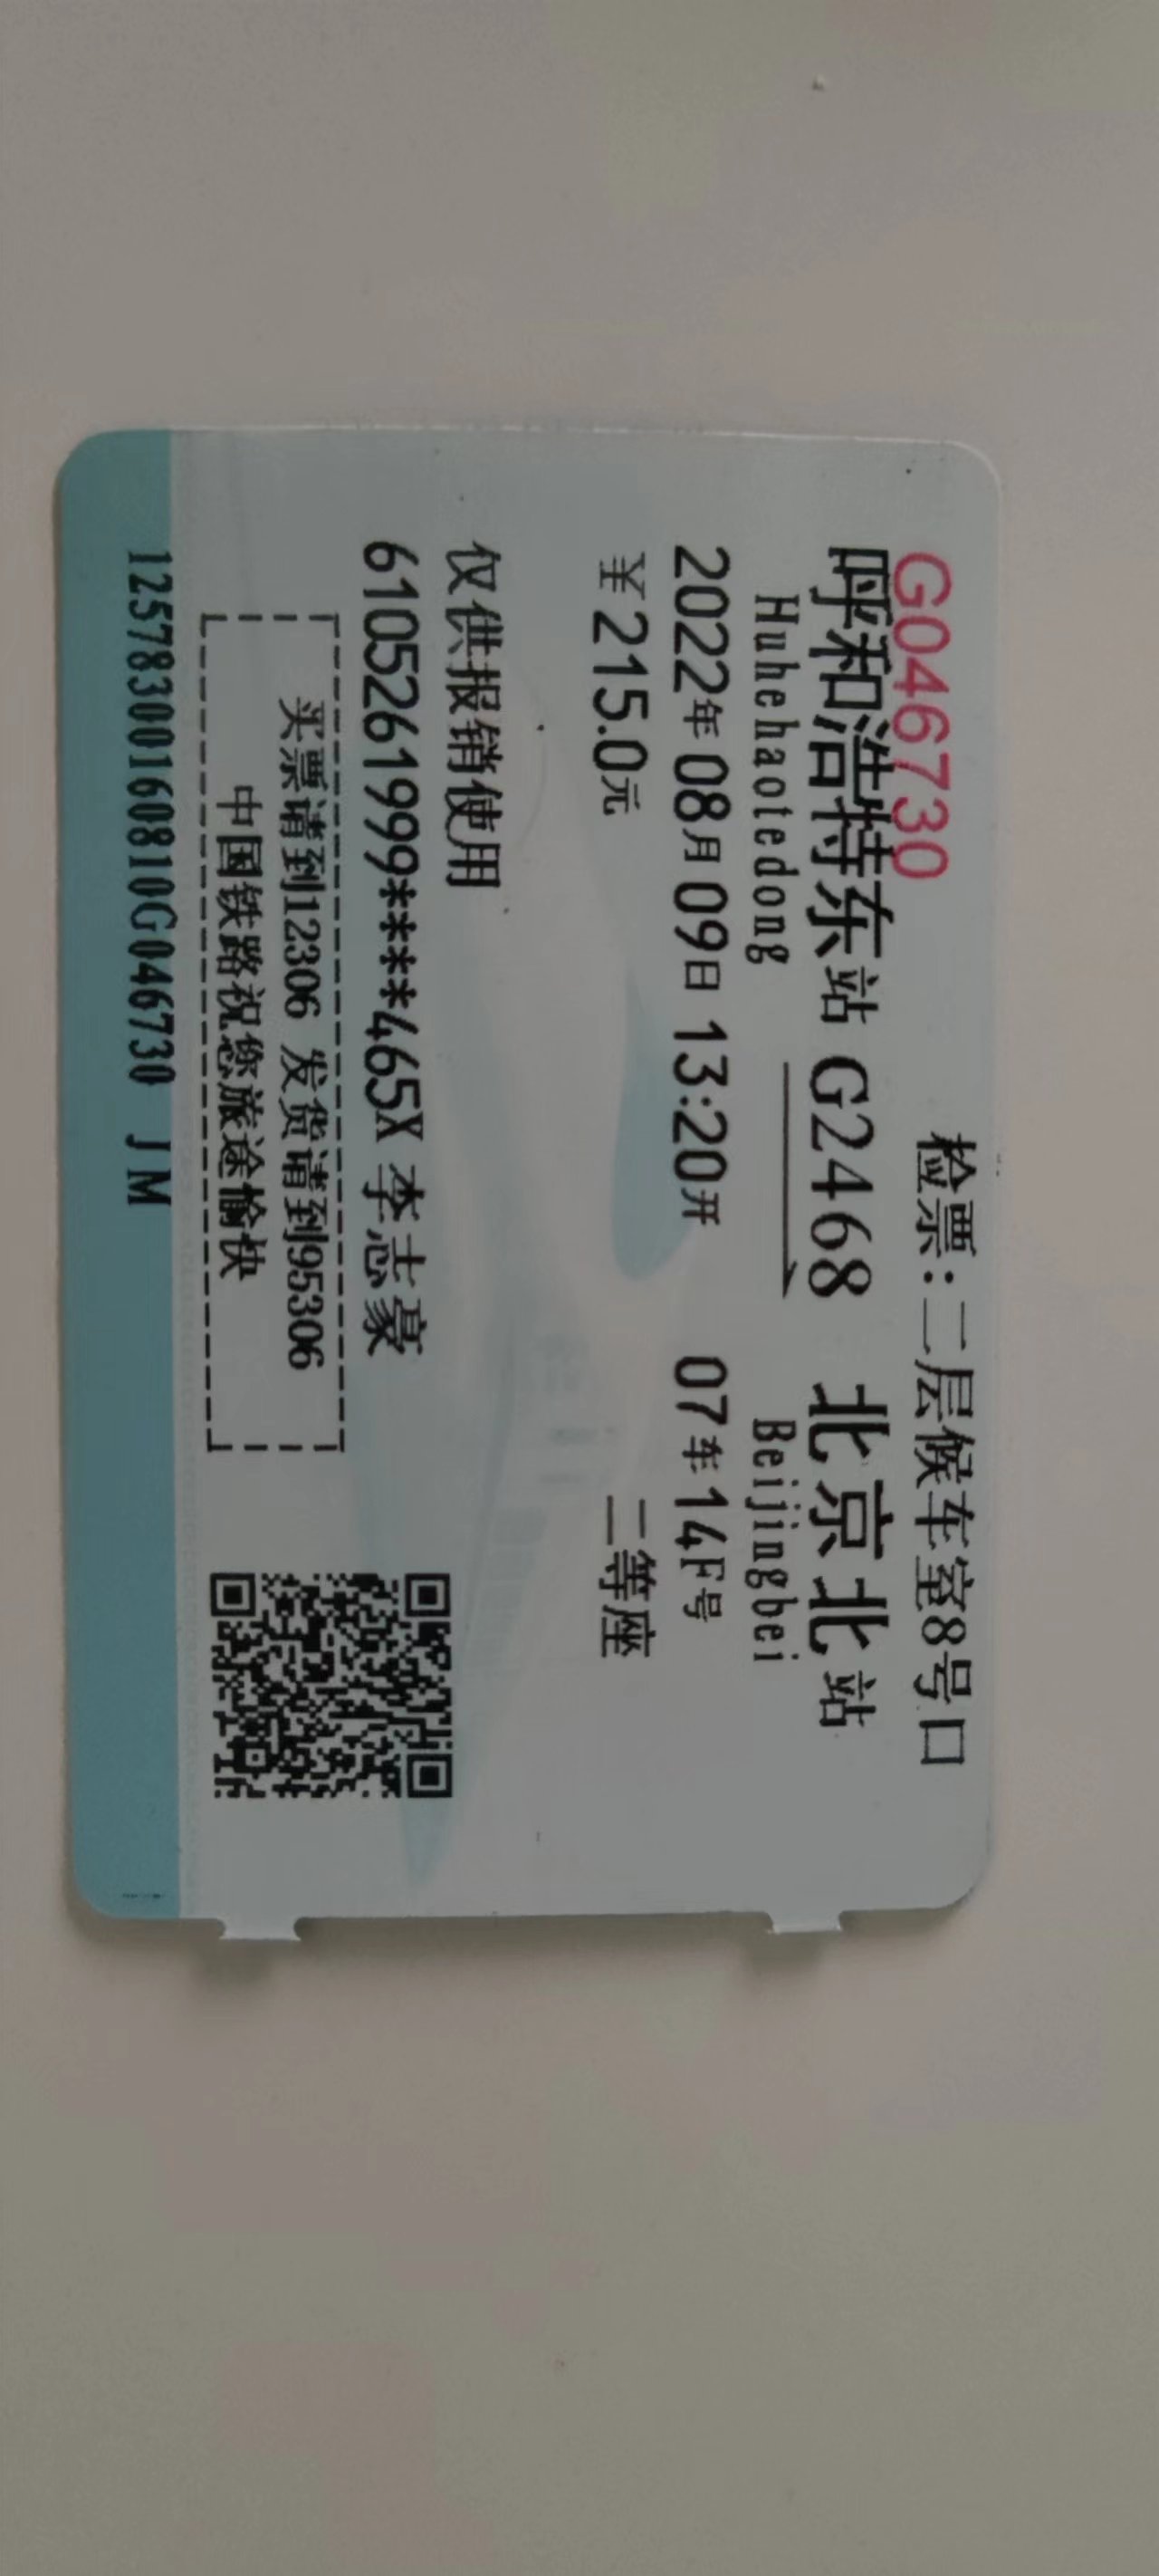 G046730
检票:二层候车室8号口
呼和浩特东站 G2468 北京北站
Huhehaotedong Beijingbei
2022年08月09日 13:20开 07车14F号
¥215.0元 二等座
仅供报销使用
6105261999****465X 李志豪
买票请到12306 发货请到95306
中国铁路祝您旅途愉快
12578300160810G046730 JM